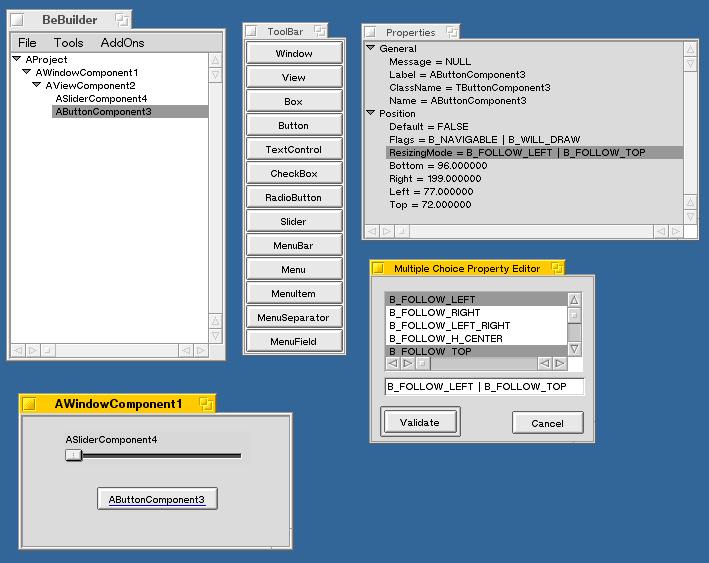 BeBuilder
File Tools AddOns
AProject
AWindowComponent1
AViewComponent2
ASliderComponent4
AButtonComponent3
ToolBar
Window
View
Box
Button
TextControl
CheckBox
RadioButton
Slider
MenuBar
Menu
MenuItem
MenuSeparator
MenuField
Properties
General
Message = NULL
Label = AButtonComponent3
ClassName = TButtonComponent3
Name = AButtonComponent3
Position
Default = FALSE
Flags = B_NAVIGABLE | B_WILL_DRAW
ResizingMode = B_FOLLOW_LEFT | B_FOLLOW_TOP
Bottom = 96.000000
Right = 199.000000
Left = 77.000000
Top = 72.000000
Multiple Choice Property Editor
B_FOLLOW_LEFT
B_FOLLOW_RIGHT
B_FOLLOW_LEFT_RIGHT
B_FOLLOW_H_CENTER
B_FOLLOW_TOP
B_FOLLOW_LEFT | B_FOLLOW_TOP
Validate Cancel
AWindowComponent1
ASliderComponent4
AButtonComponent3